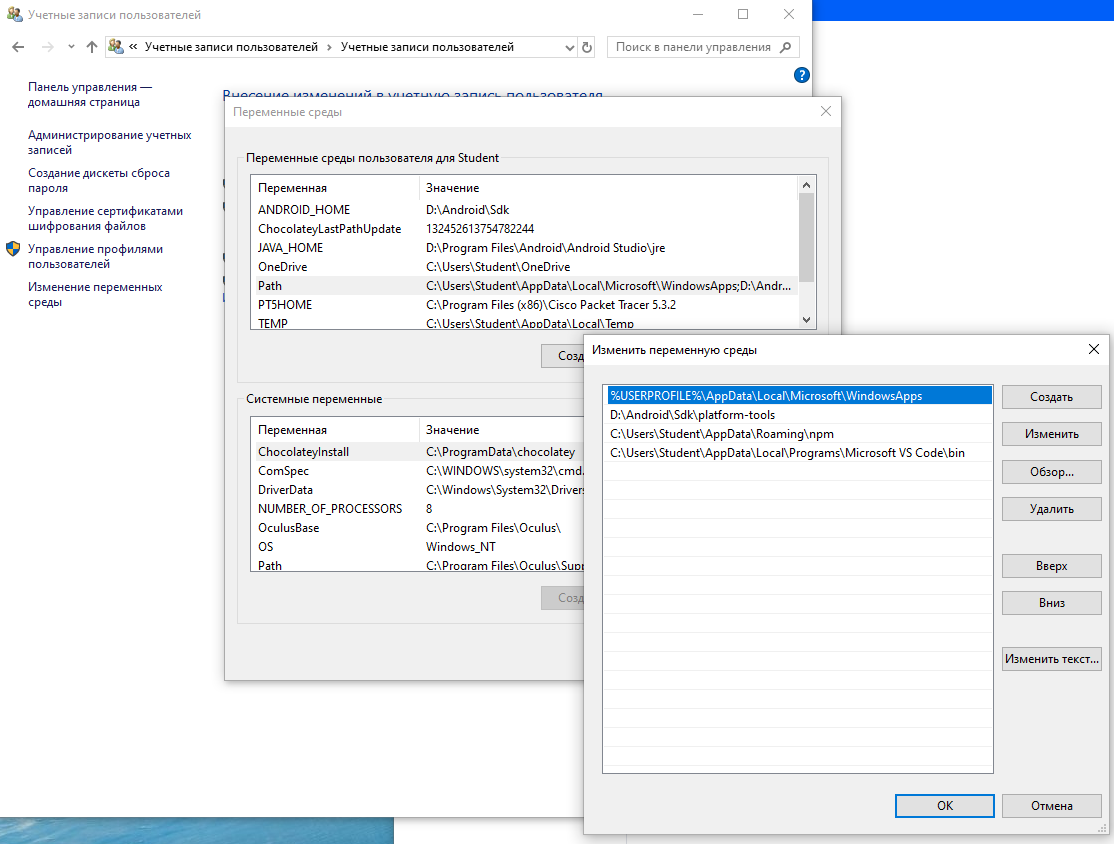 Учетные записи пользователей
« Учетные записи пользователей › Учетные записи пользователей
Поиск в панели управления
?
Панель управления —
домашняя страница
Администрирование учетных
записей
Создание дискеты сброса
пароля
Управление сертификатами
шифрования файлов
Управление профилями
пользователей
Изменение переменных
среды
Внесение изменений в учетную запись пользователя
Переменные среды
Переменные среды пользователя для Student
Переменная Значение
ANDROID_HOME D:\Android\Sdk
ChocolateyLastPathUpdate 132452613754782244
JAVA_HOME D:\Program Files\Android\Android Studio\jre
OneDrive C:\Users\Student\OneDrive
Path C:\Users\Student\AppData\Local\Microsoft\WindowsApps;D:\Andr...
PT5HOME C:\Program Files (x86)\Cisco Packet Tracer 5.3.2
TEMP C:\Users\Student\AppData\Local\Temp
Созд
Системные переменные
Переменная Значение
ChocolateyInstall C:\ProgramData\chocolatey
ComSpec C:\WINDOWS\system32\cmd.
DriverData C:\Windows\System32\Drivers
NUMBER_OF_PROCESSORS 8
OculusBase C:\Program Files\Oculus\
OS Windows_NT
Path C:\Program Files\Oculus\Supp
Созд
Изменить переменную среды
%USERPROFILE%\AppData\Local\Microsoft\WindowsApps
D:\Android\Sdk\platform-tools
C:\Users\Student\AppData\Roaming\npm
C:\Users\Student\AppData\Local\Programs\Microsoft VS Code\bin
Создать
Изменить
Обзор...
Удалить
Вверх
Вниз
Изменить текст...
ОК
Отмена